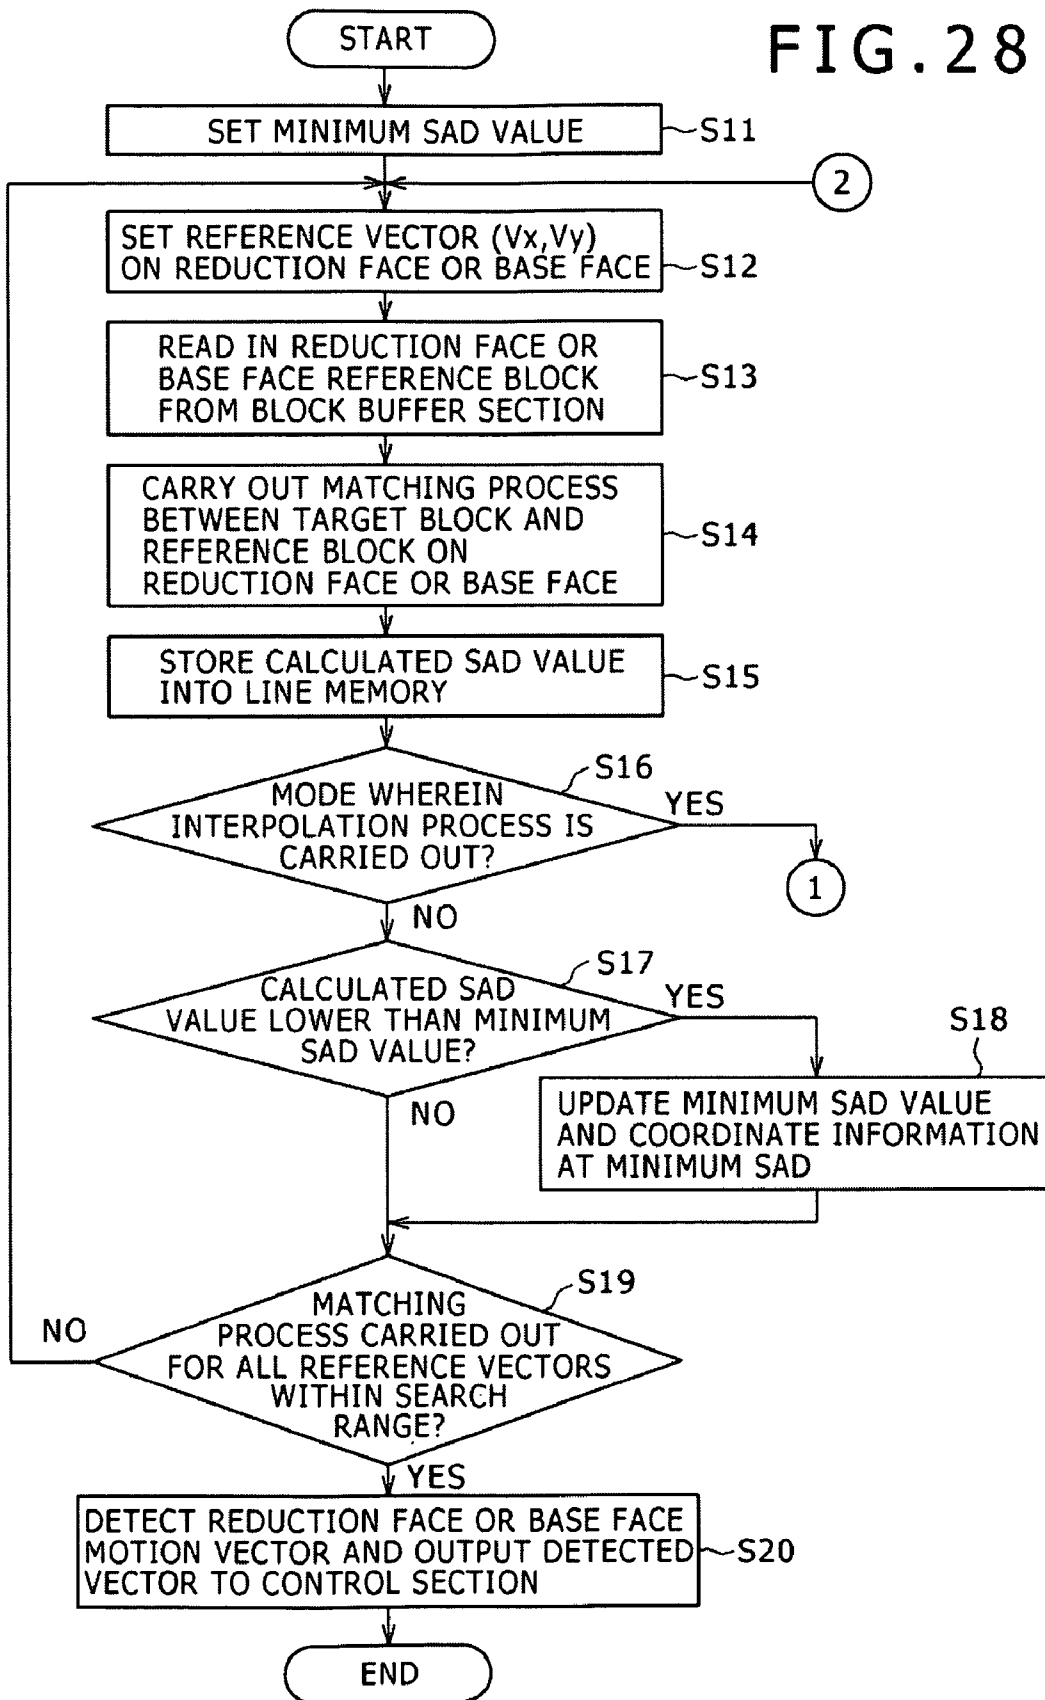 FIG.28
START
SET MINIMUM SAD VALUE
S11
2
SET REFERENCE VECTOR (Vx,Vy)
ON REDUCTION FACE OR BASE FACE
S12
READ IN REDUCTION FACE OR
BASE FACE REFERENCE BLOCK
FROM BLOCK BUFFER SECTION
S13
CARRY OUT MATCHING PROCESS
BETWEEN TARGET BLOCK AND
REFERENCE BLOCK ON
REDUCTION FACE OR BASE FACE
S14
STORE CALCULATED SAD VALUE
INTO LINE MEMORY
S15
S16
MODE WHEREIN
INTERPOLATION PROCESS IS
CARRIED OUT?
YES
1
NO
S17
CALCULATED SAD
VALUE LOWER THAN MINIMUM
SAD VALUE?
YES
NO
S18
UPDATE MINIMUM SAD VALUE
AND COORDINATE INFORMATION
AT MINIMUM SAD
S19
MATCHING
PROCESS CARRIED OUT
FOR ALL REFERENCE VECTORS
WITHIN SEARCH
RANGE?
NO
YES
DETECT REDUCTION FACE OR BASE FACE
MOTION VECTOR AND OUTPUT DETECTED
VECTOR TO CONTROL SECTION
S20
END